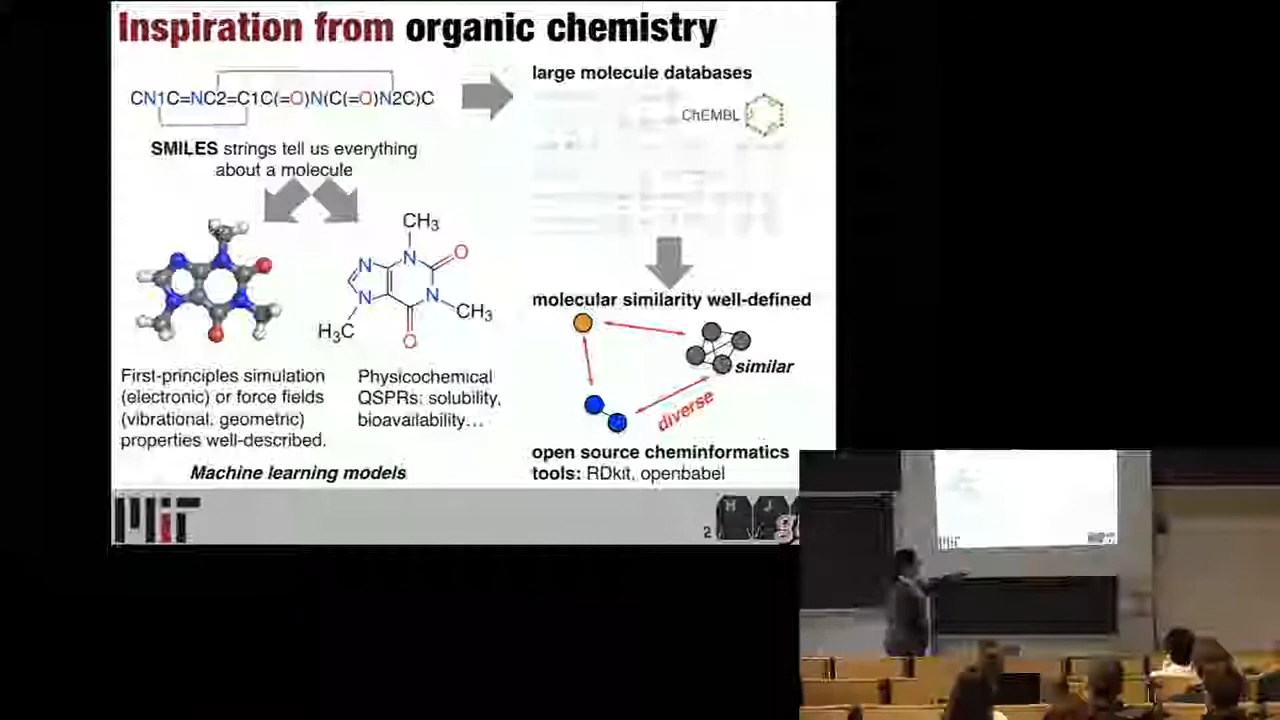 Inspiration from organic chemistry
CN1C=NC2=C1C(=O)N(C(=O)N2C)C
SMILES strings tell us everything
about a molecule
First-principles simulation
(electronic) or force fields
(vibrational, geometric)
properties well-described.
CH3
N
N
O
N
N
CH3
H3C
O
Physicochemical
QSPRs: solubility,
bioavailability…
Machine learning models
large molecule databases
ChEMBL
molecular similarity well-defined
similar
diverse
open source cheminformatics
tools: RDkit, openbabel
MIT
2
H J